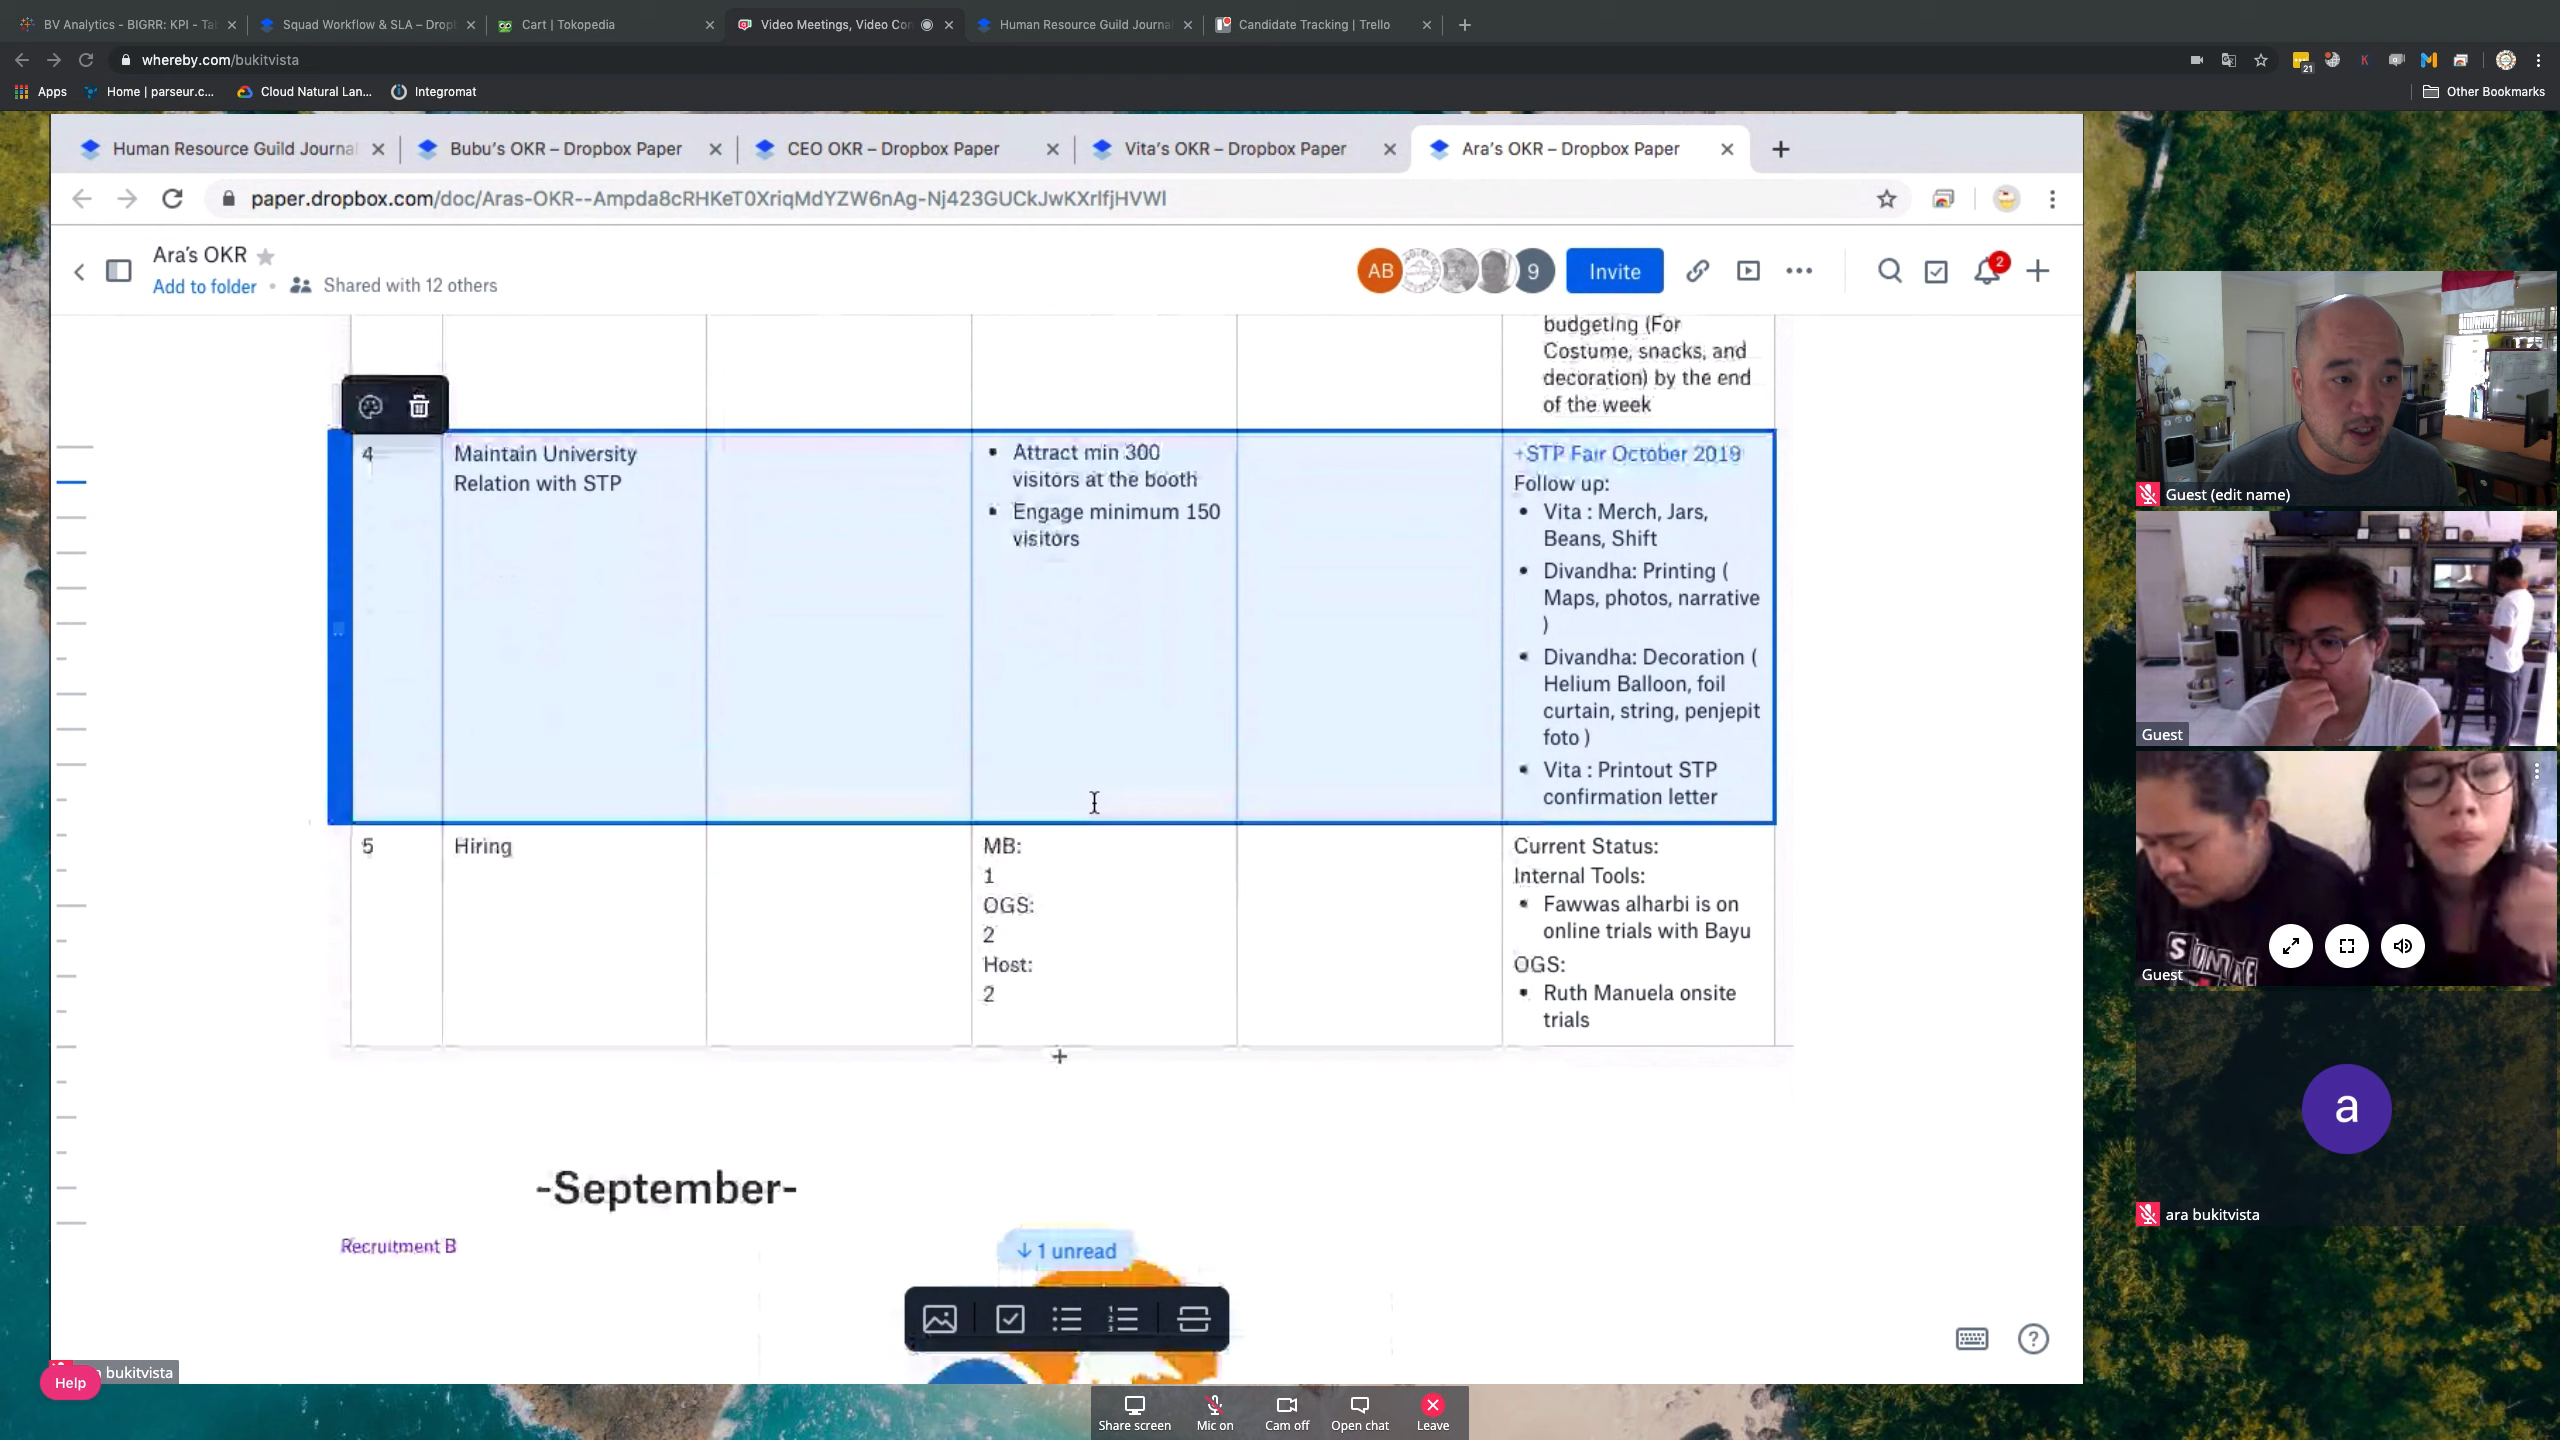 BV Analytics - BIGRR: KPI - Ta
Squad Workflow & SLA – Drop
Cart | Tokopedia
Video Meetings, Video Con
Human Resource Guild Journa
Candidate Tracking | Trello
whereby.com/bukitvista
21
Apps
Home | parseur.c...
Cloud Natural Lan...
Integromat
Other Bookmarks
Human Resource Guild Journal
Bubu's OKR – Dropbox Paper
CEO OKR – Dropbox Paper
Vita's OKR – Dropbox Paper
Ara's OKR – Dropbox Paper
paper.dropbox.com/doc/Aras-OKR--Ampda8cRHKeT0XriqMdYZW6nAg-Nj423GUCkJwKXrlfjHVWl
Ara's OKR
Add to folder
Shared with 12 others
AB
9
Invite
2
budgeting (For
Costume, snacks, and
decoration) by the end
of the week
4
Maintain University
Relation with STP
Attract min 300
visitors at the booth
Engage minimum 150
visitors
+STP Fair October 2019
Follow up:
Vita : Merch, Jars,
Beans, Shift
Divandha: Printing (
Maps, photos, narrative
)
Divandha: Decoration (
Helium Balloon, foil
curtain, string, penjepit
foto )
Vita : Printout STP
confirmation letter
5
Hiring
MB:
1
OGS:
2
Host:
2
Current Status:
Internal Tools:
Fawwas alharbi is on
online trials with Bayu
OGS:
Ruth Manuela onsite
trials
-September-
Recruitment B
1 unread
bukitvista
Help
Share screen
Mic on
Cam off
Open chat
Leave
Guest (edit name)
Guest
Guest
a
ara bukitvista